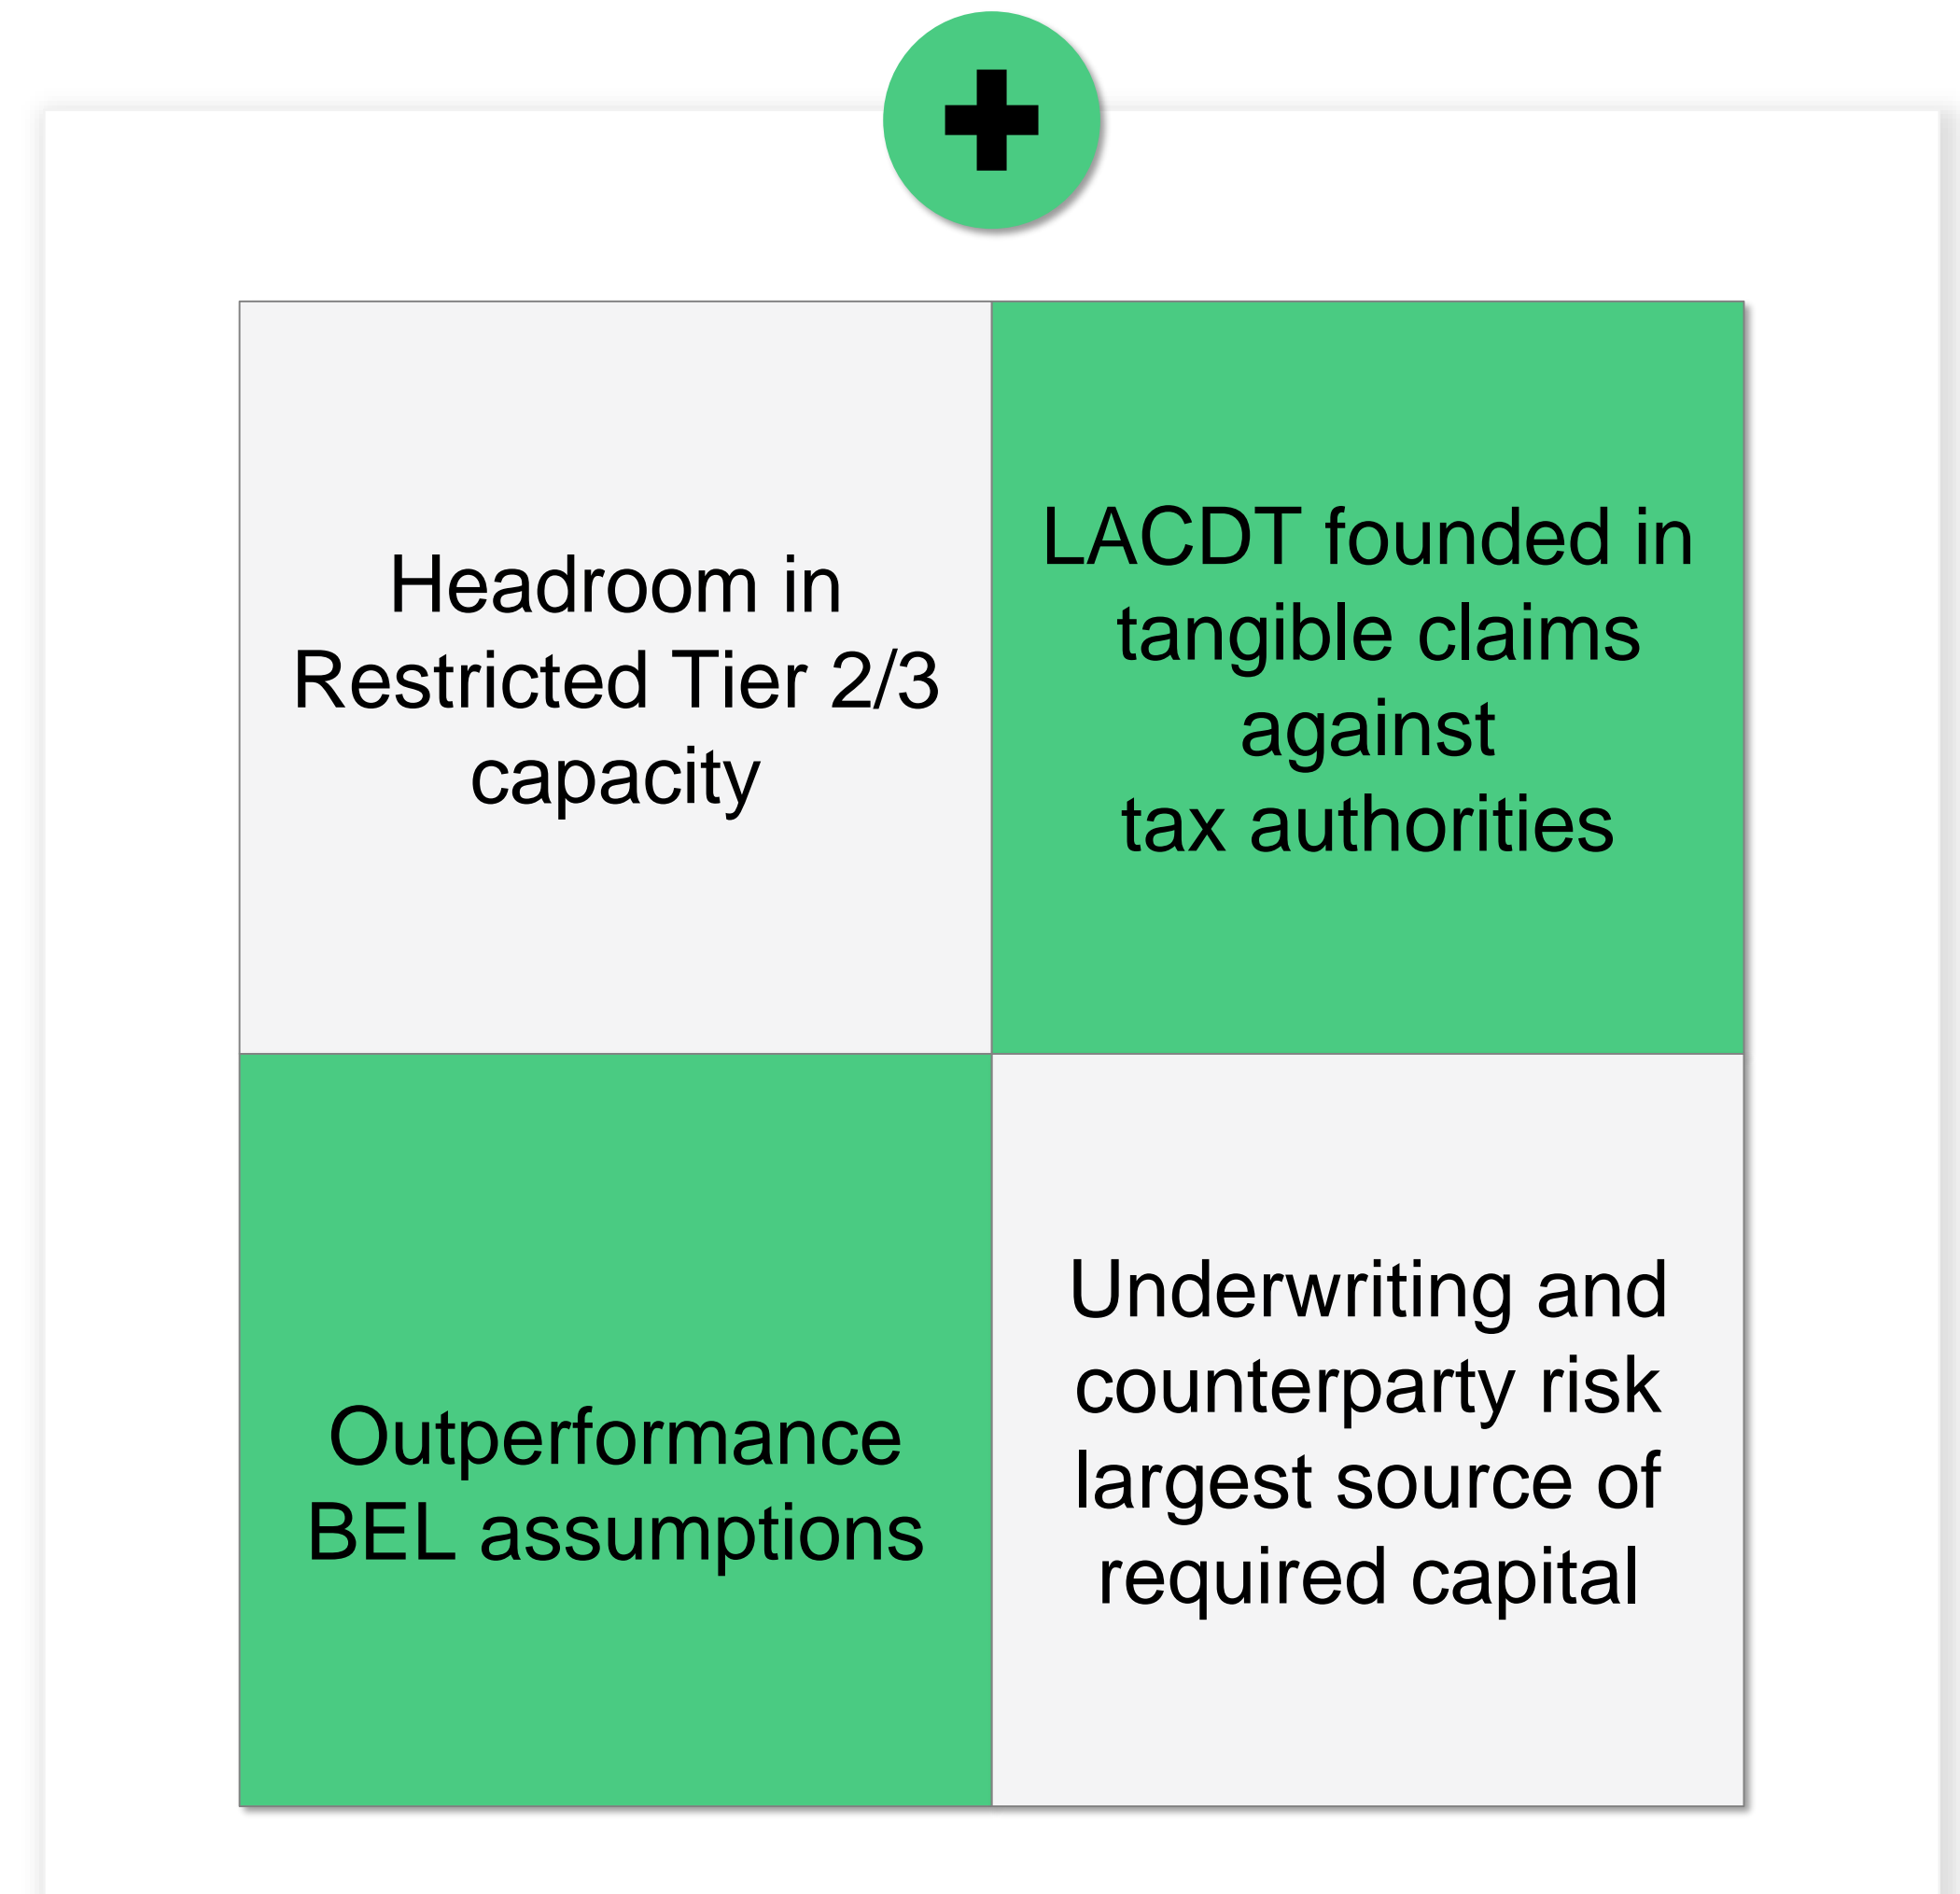 Headroom in
Restricted Tier 2/3
capacity
LACDT founded in
tangible claims
against
tax authorities
Outperformance
BEL assumptions
Underwriting and
counterparty risk
largest source of
required capital